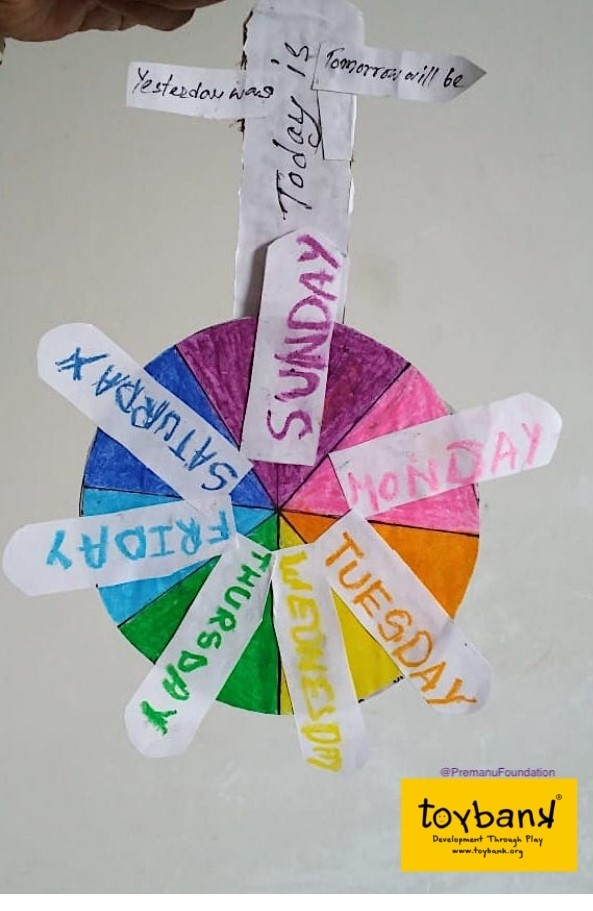 Yesterday was
Today is
Tomorrow will be
SUNDAY
MONDAY
TUESDAY
WEDNESDAY
THURSDAY
FRIDAY
SATURDAY
@PremanuFoundation
toybank®
Development Through Play
www.toybank.org